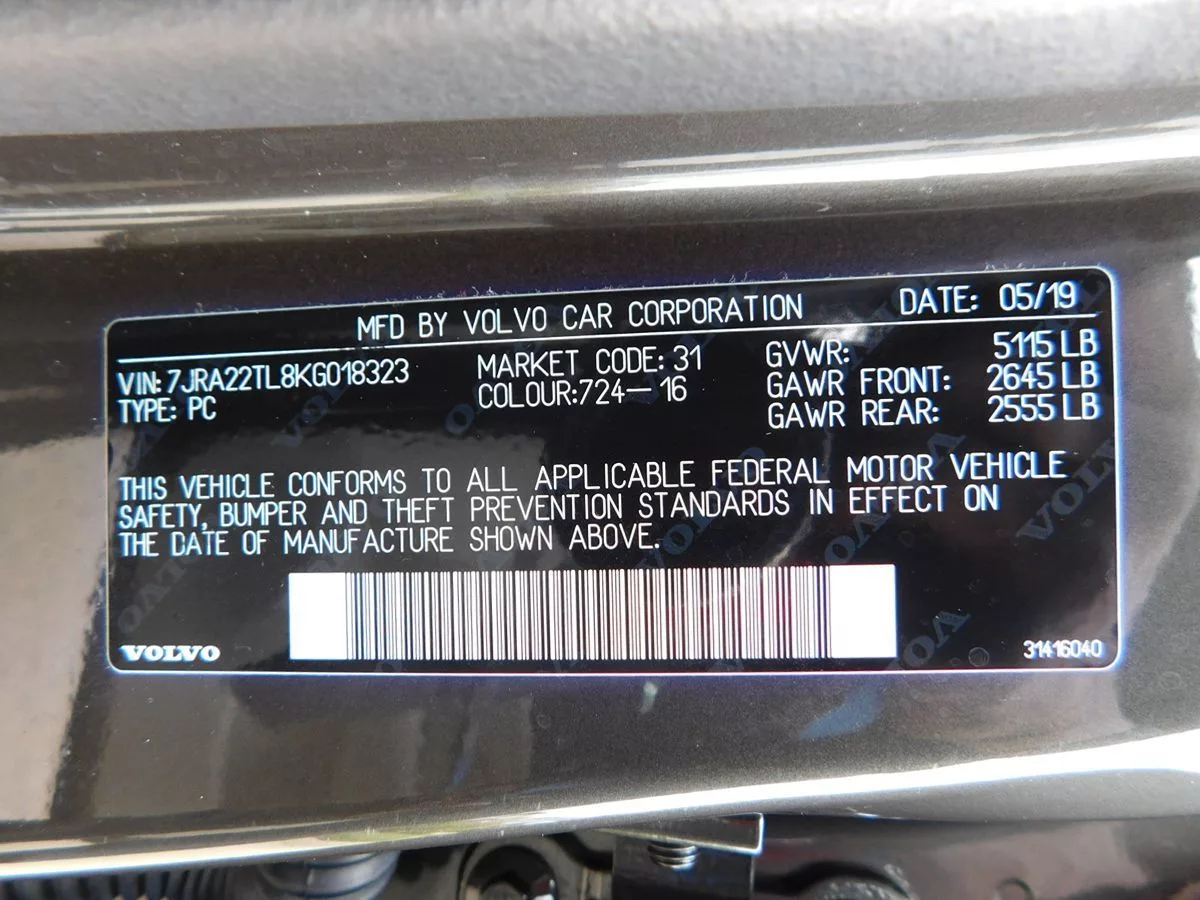 MFD BY VOLVO CAR CORPORATION DATE: 05/19
VIN: 7JRA22TL8KG018323 MARKET CODE: 31 GVWR: 5115 LB
TYPE: PC COLOUR:724-16 GAWR FRONT: 2645 LB
GAWR REAR: 2555 LB
THIS VEHICLE CONFORMS TO ALL APPLICABLE FEDERAL MOTOR VEHICLE
SAFETY, BUMPER AND THEFT PREVENTION STANDARDS IN EFFECT ON
THE DATE OF MANUFACTURE SHOWN ABOVE.
VOLVO 31416040